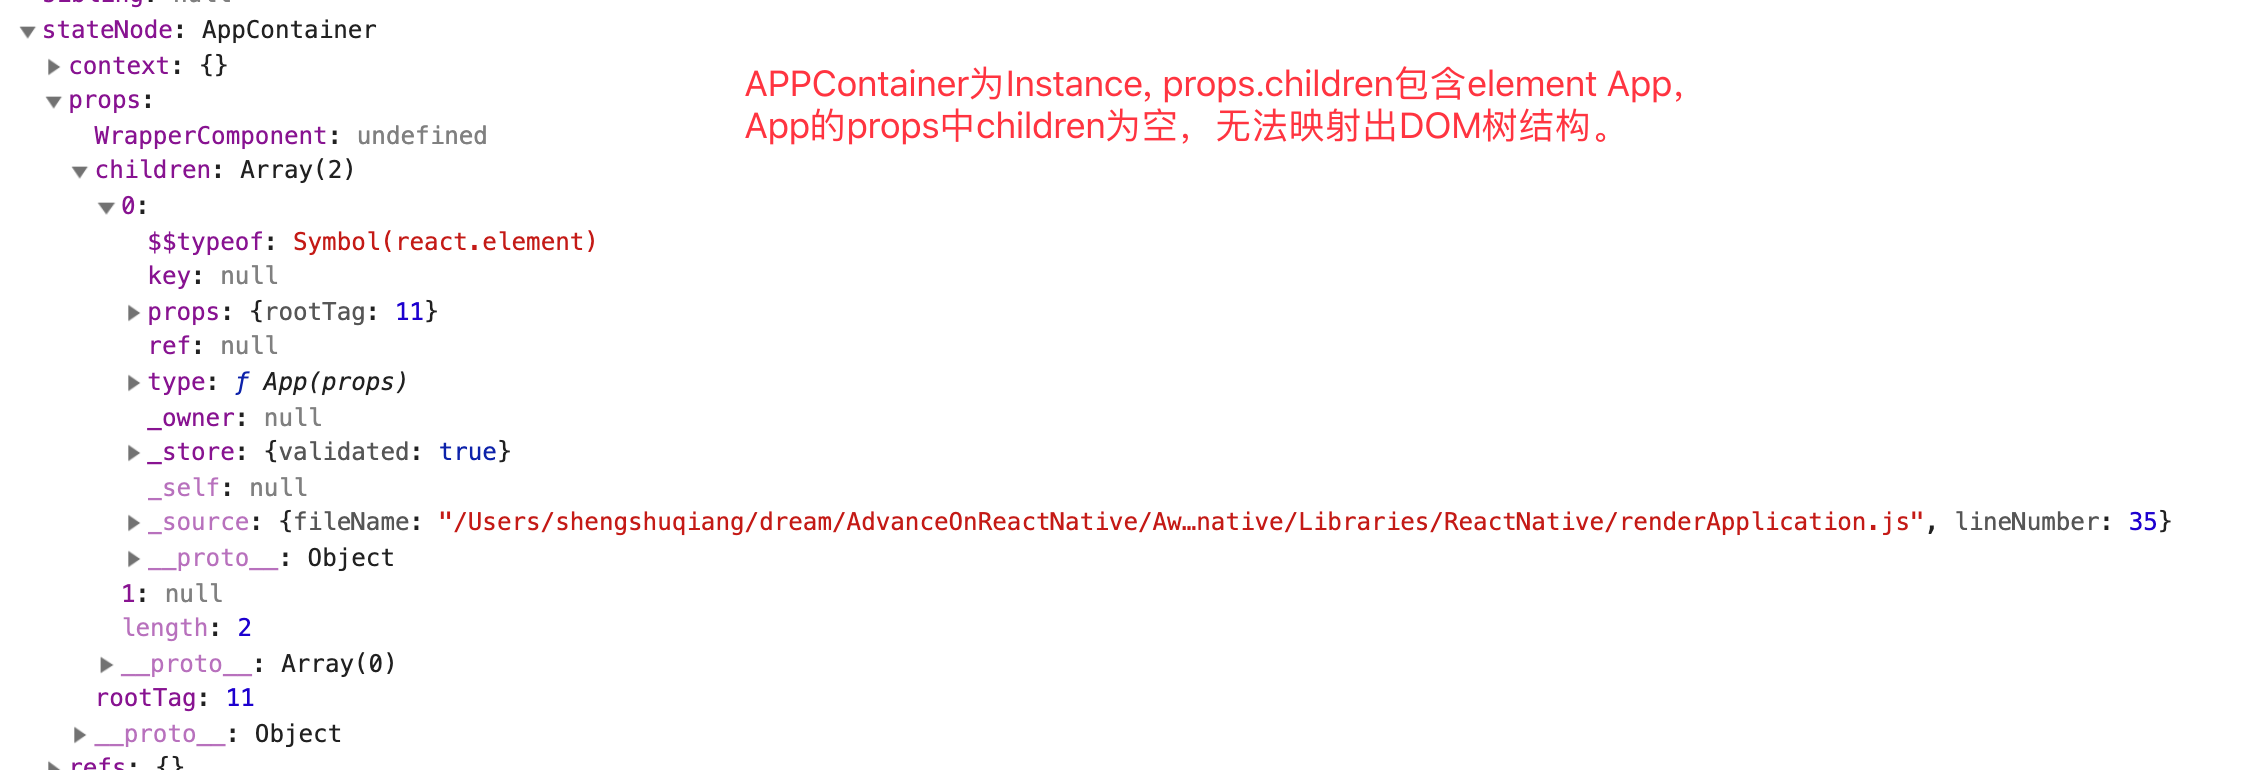 sibling: null
stateNode: AppContainer
context: {}
props:
APPContainer为Instance, props.children包含element App,
App的props中children为空，无法映射出DOM树结构。
WrapperComponent: undefined
children: Array(2)
0:
$$typeof: Symbol(react.element)
key: null
props: {rootTag: 11}
ref: null
type: ƒ App(props)
_owner: null
_store: {validated: true}
_self: null
_source: {fileName: "/Users/shengshuqiang/dream/AdvanceOnReactNative/Aw…native/Libraries/ReactNative/renderApplication.js", lineNumber: 35}
__proto__: Object
1: null
length: 2
__proto__: Array(0)
rootTag: 11
__proto__: Object
refs: {}